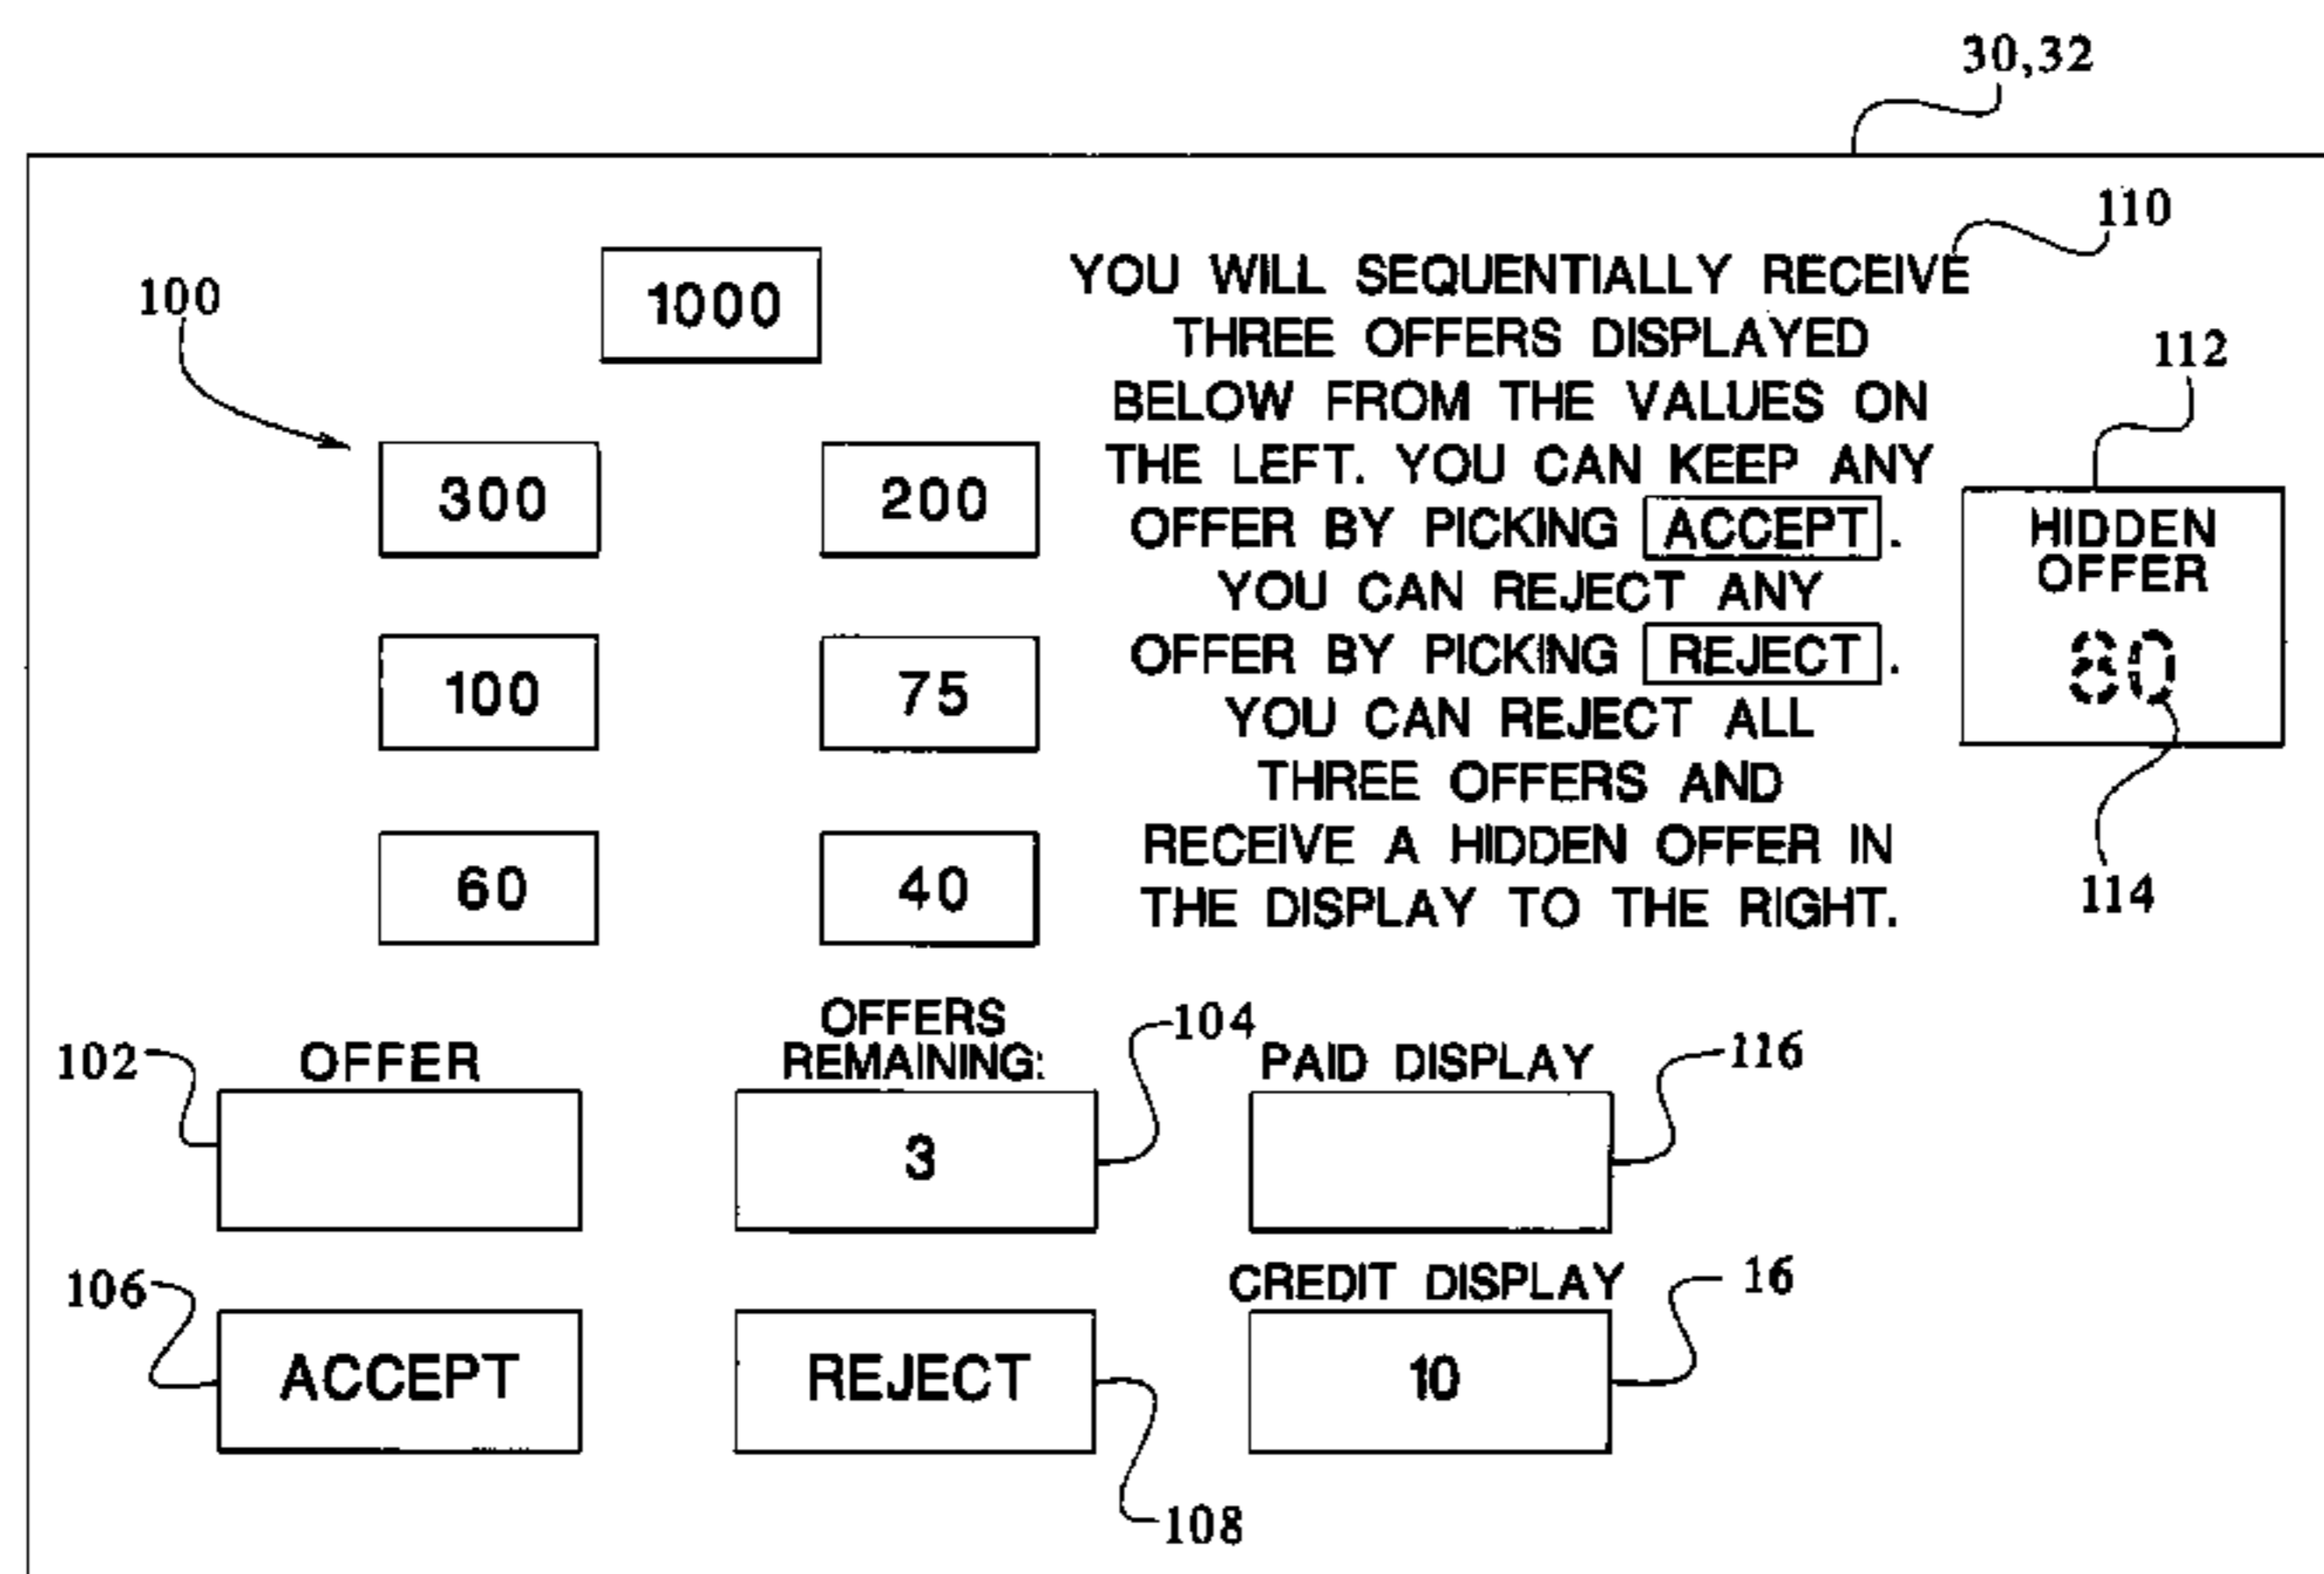 30,32
110
100
1000
YOU WILL SEQUENTIALLY RECEIVE
THREE OFFERS DISPLAYED
BELOW FROM THE VALUES ON
THE LEFT. YOU CAN KEEP ANY
OFFER BY PICKING ACCEPT.
YOU CAN REJECT ANY
OFFER BY PICKING REJECT.
YOU CAN REJECT ALL
THREE OFFERS AND
RECEIVE A HIDDEN OFFER IN
THE DISPLAY TO THE RIGHT.
112
HIDDEN
OFFER
80
114
300 200
100 75
60 40
102
OFFER
OFFERS
REMAINING:
104
3
PAID DISPLAY
116
106
ACCEPT
REJECT
108
CREDIT DISPLAY
16
10